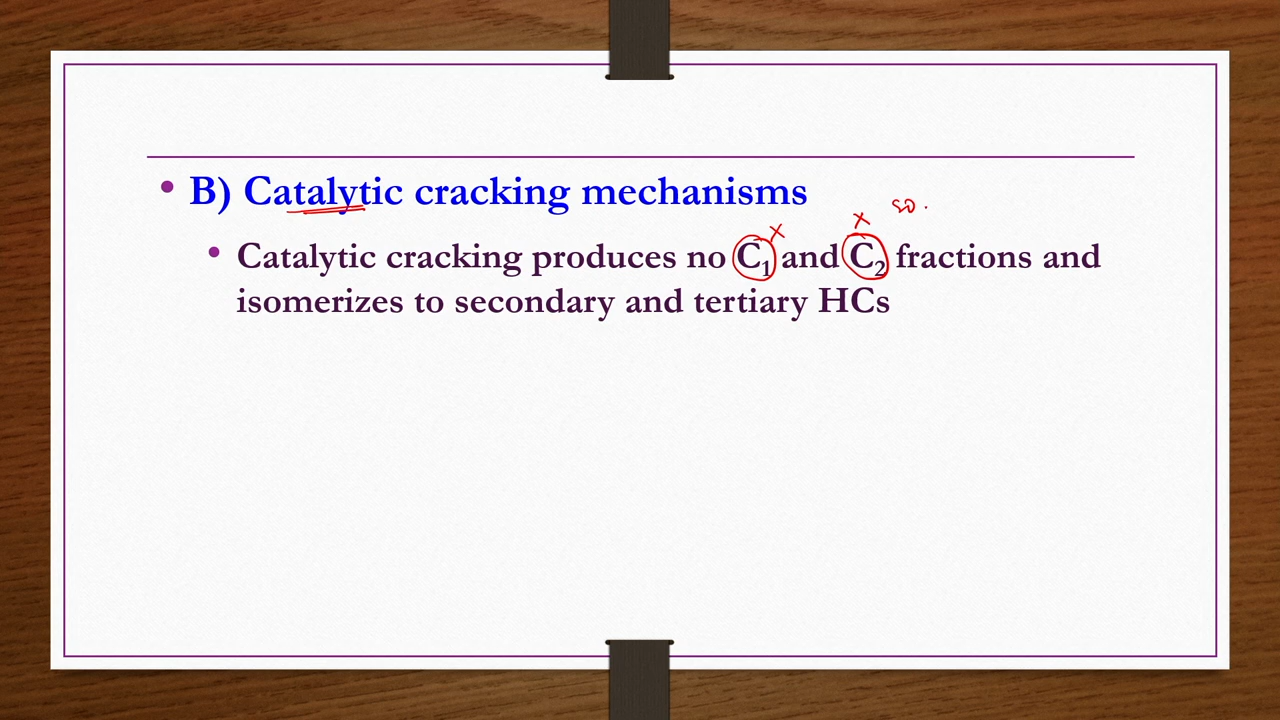 • B) Catalytic cracking mechanisms
• Catalytic cracking produces no C₁ and C₂ fractions and
isomerizes to secondary and tertiary HCs